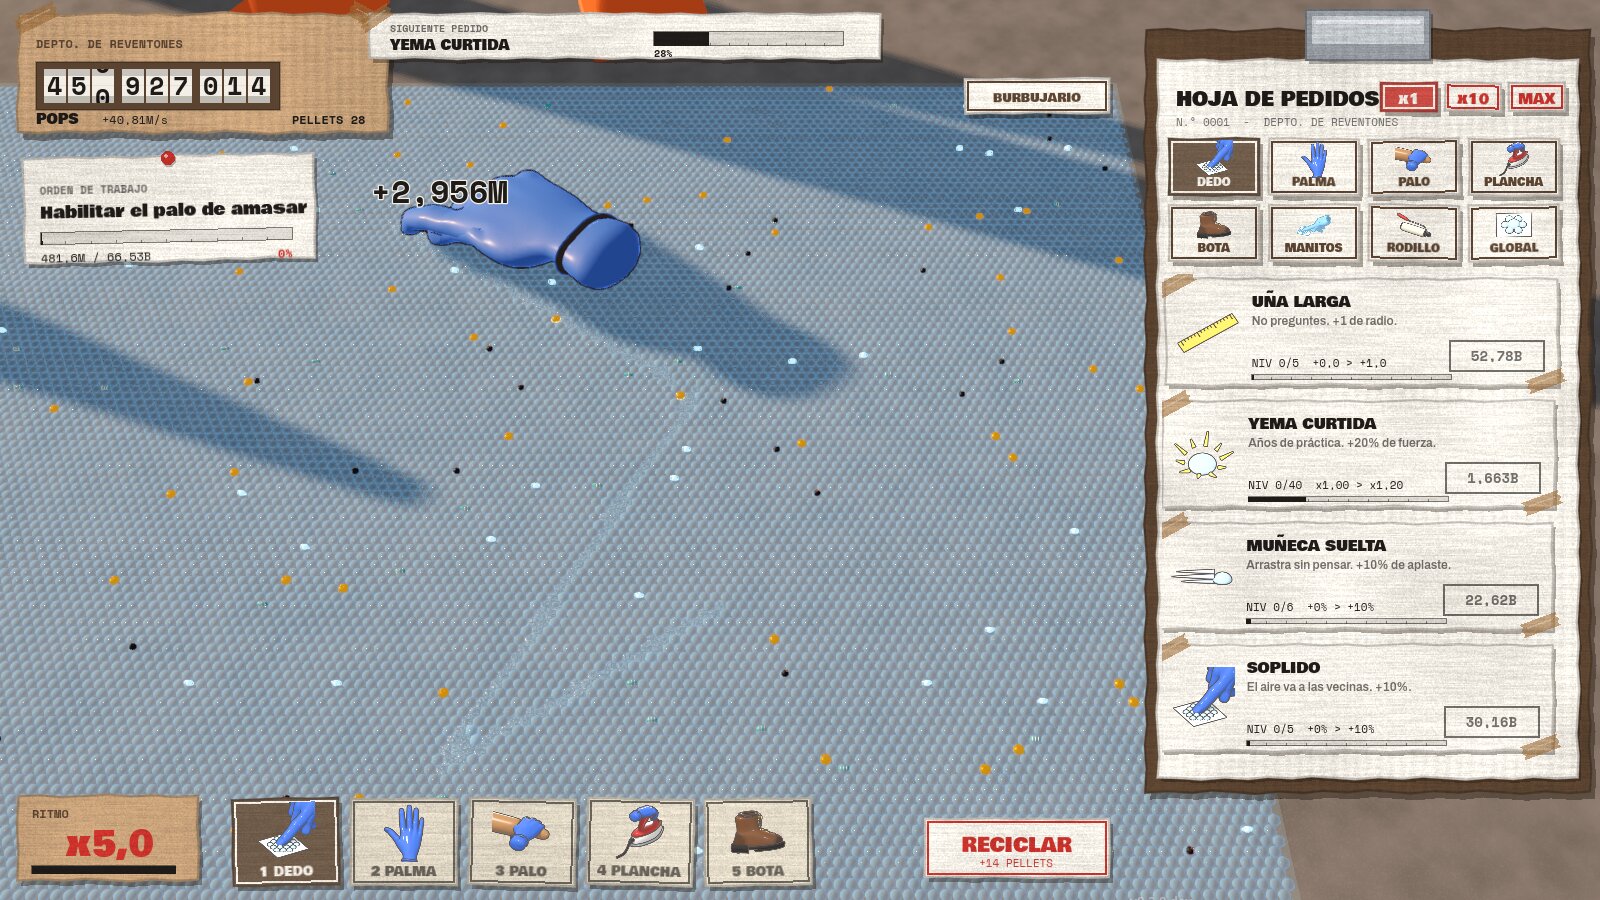 DEPTO. DE REVENTONES
927 014
POPS +40,81M/s PELLETS 28
SIGUIENTE PEDIDO
YEMA CURTIDA
28%
BURBUJARIO
ORDEN DE TRABAJO
Habilitar el palo de amasar
481,6M / 66,53B 0%
+2,956M
HOJA DE PEDIDOS x1 x10 MAX
N.° 0001 - DEPTO. DE REVENTONES
DEDO PALMA PALO PLANCHA
BOTA MANITOS RODILLO GLOBAL
UÑA LARGA
No preguntes. +1 de radio.
NIV 0/5 +0,0 > +1,0 52,78B
YEMA CURTIDA
Años de práctica. +20% de fuerza.
NIV 0/40 x1,00 > x1,20 1,663B
MUÑECA SUELTA
Arrastra sin pensar. +10% de aplaste.
NIV 0/6 +0% > +10% 22,62B
SOPLIDO
El aire va a las vecinas. +10%.
NIV 0/5 +0% > +10% 30,16B
RITMO
x5,0
1 DEDO 2 PALMA 3 PALO 4 PLANCHA 5 BOTA
RECICLAR
+14 PELLETS